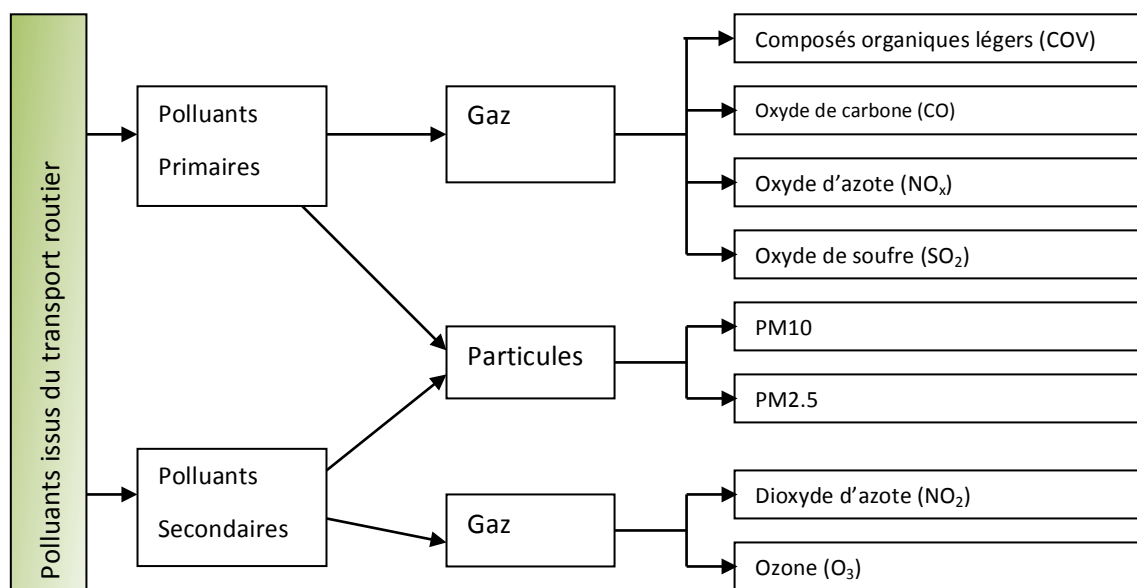 Polluants issus du transport routier
Polluants
Primaires
Gaz
Composés organiques légers (COV)
Oxyde de carbone (CO)
Oxyde d’azote (NOₓ)
Oxyde de soufre (SO₂)
Particules
PM10
PM2.5
Polluants
Secondaires
Gaz
Dioxyde d’azote (NO₂)
Ozone (O₃)